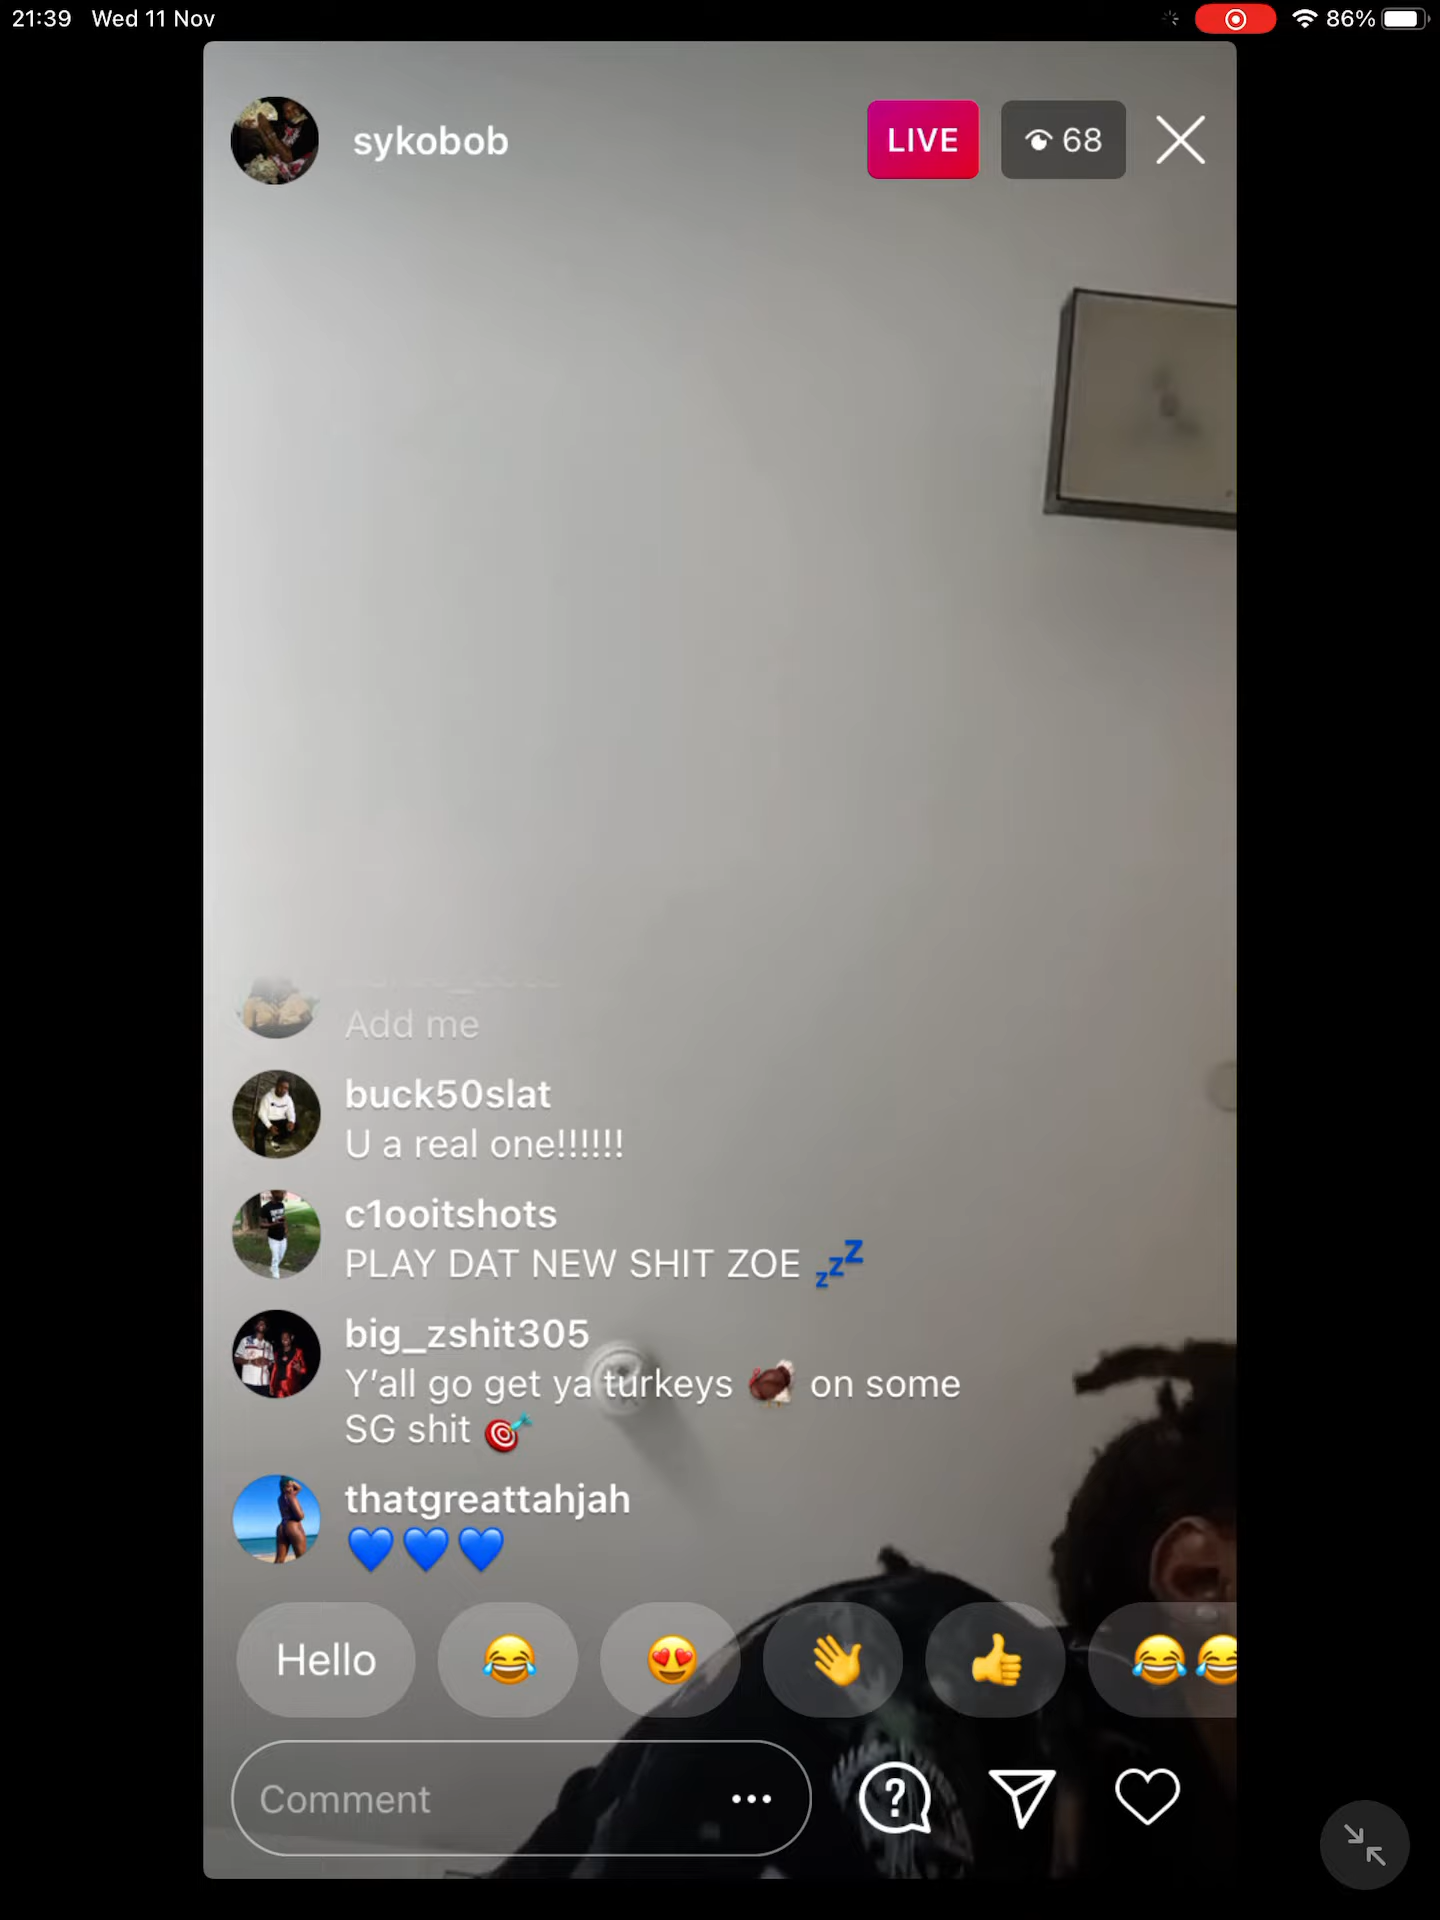 21:39 Wed 11 Nov 86%
sykobob LIVE 68
Add me
buck50slat
U a real one!!!!!!
c1ooitshots
PLAY DAT NEW SHIT ZOE 💤
big_zshit305
Y'all go get ya turkeys 🦃 on some
SG shit 🎯
thatgreattahjah
💙💙💙
Hello 😂 😍 👋 👍 😂😂
Comment